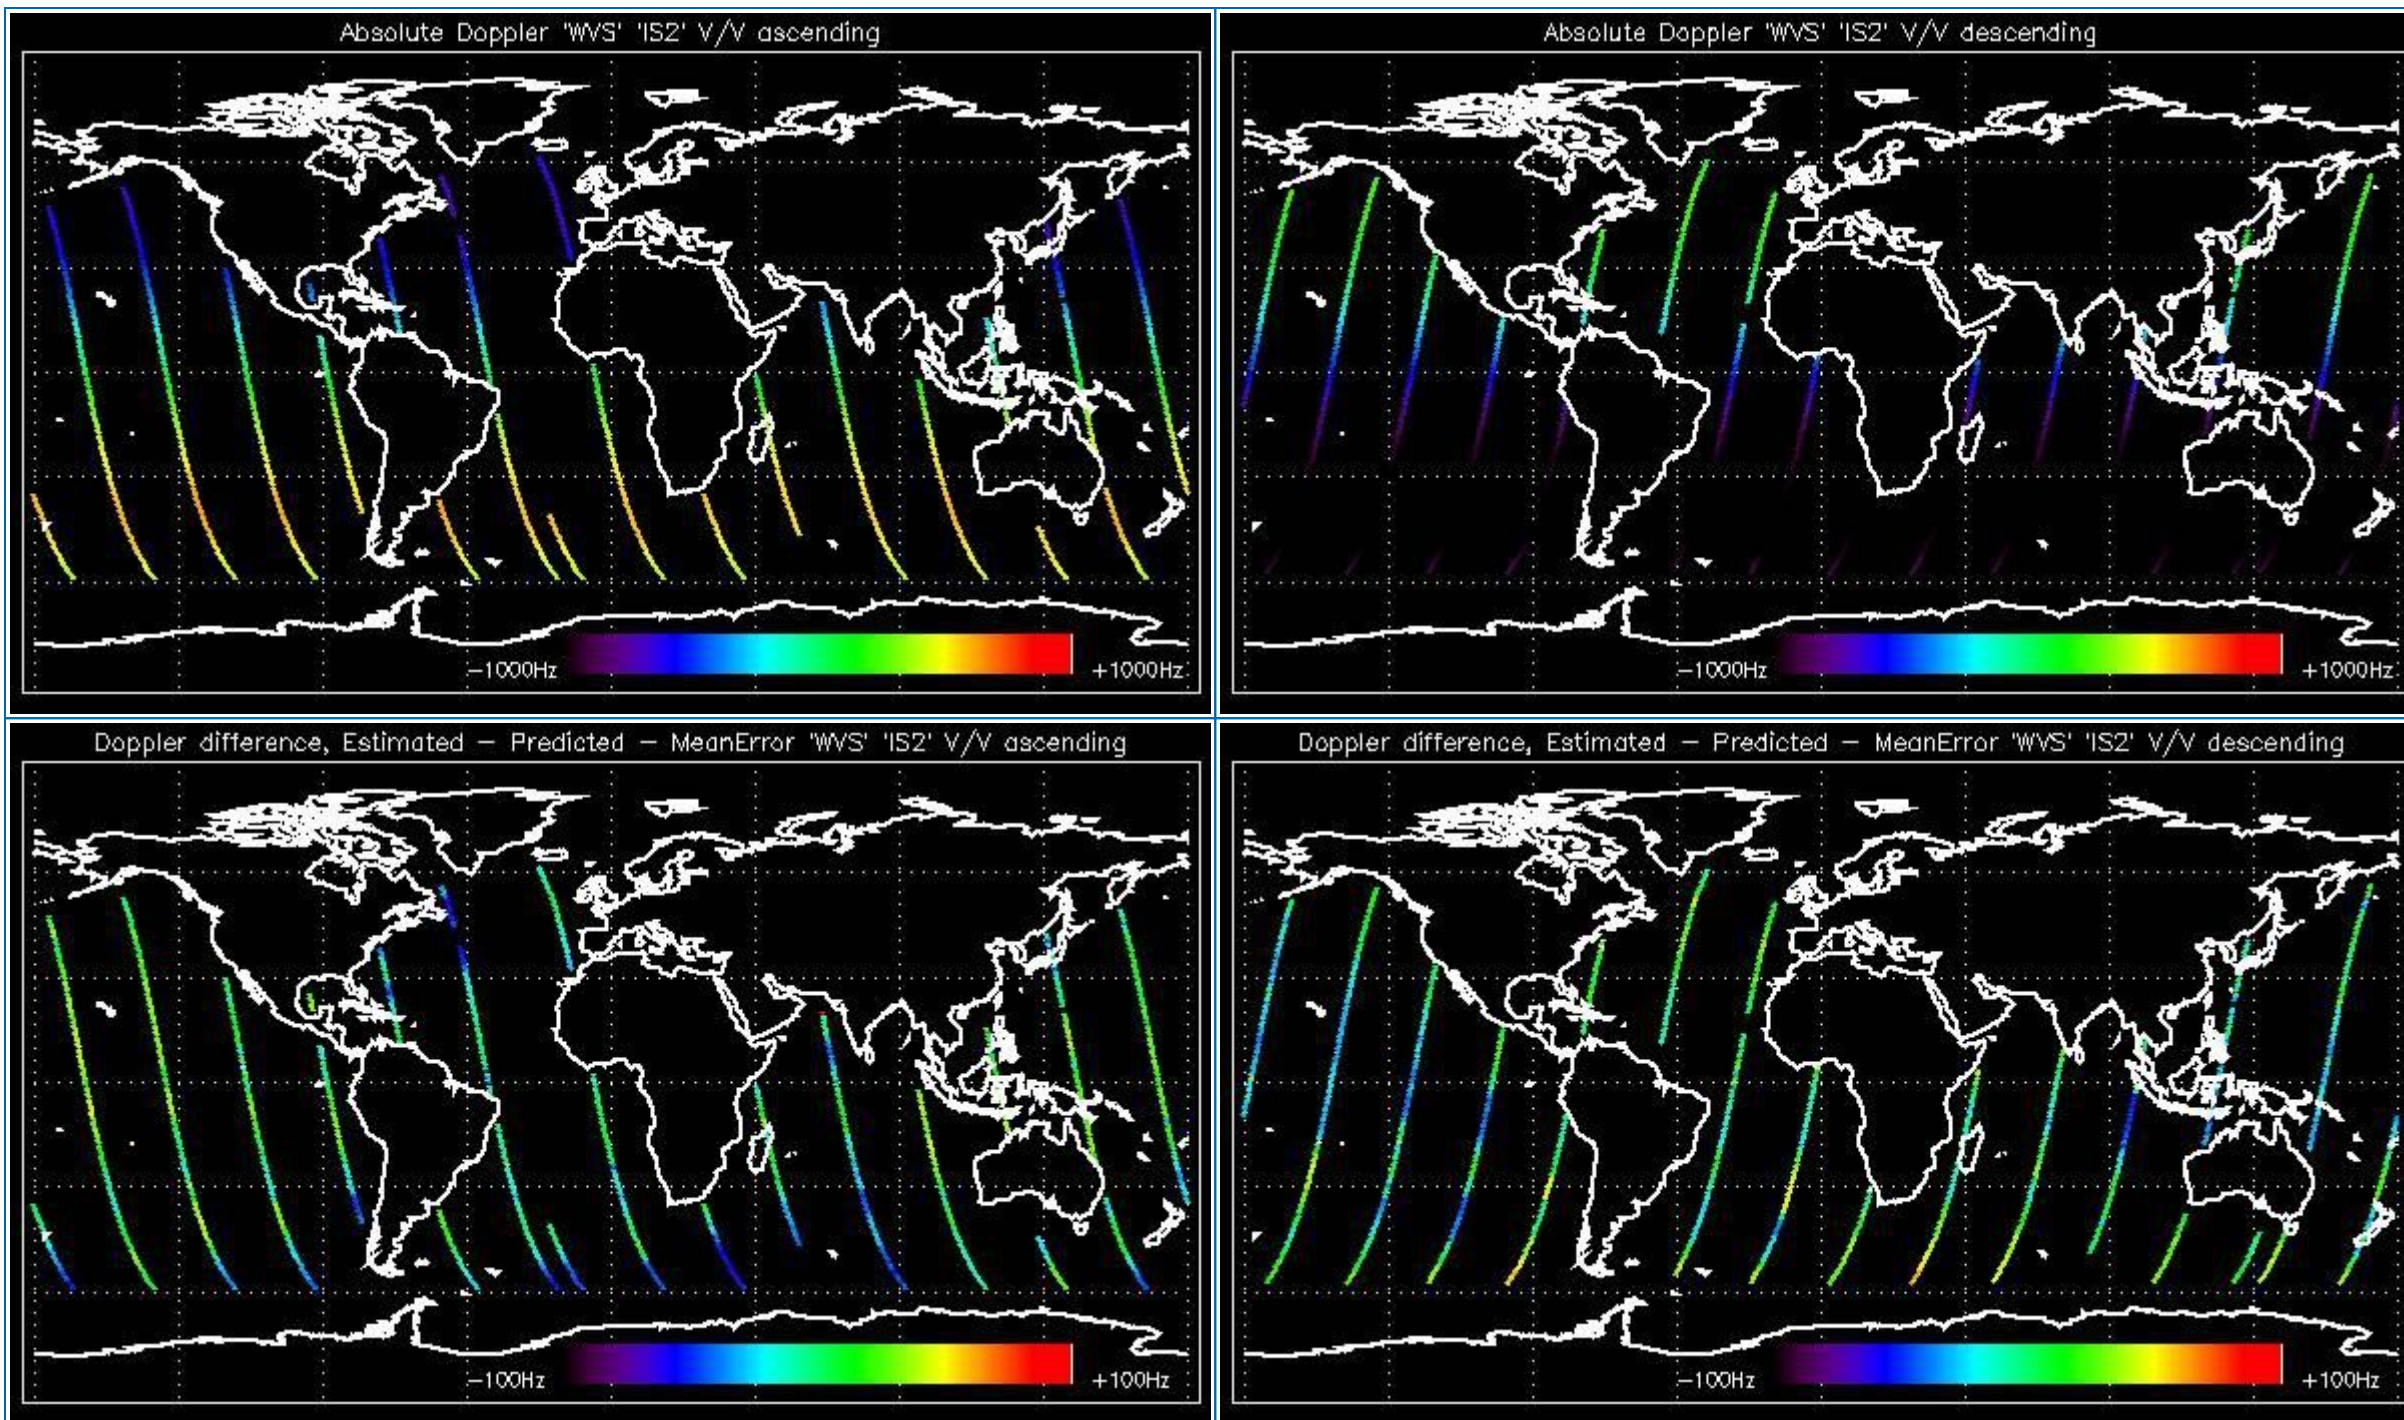 Absolute Doppler 'WVS' 'IS2' V/V ascending
-1000Hz
+1000Hz
Absolute Doppler 'WVS' 'IS2' V/V descending
-1000Hz
+1000Hz
Doppler difference, Estimated - Predicted - MeanError 'WVS' 'IS2' V/V ascending
-100Hz
+100Hz
Doppler difference, Estimated - Predicted - MeanError 'WVS' 'IS2' V/V descending
-100Hz
+100Hz